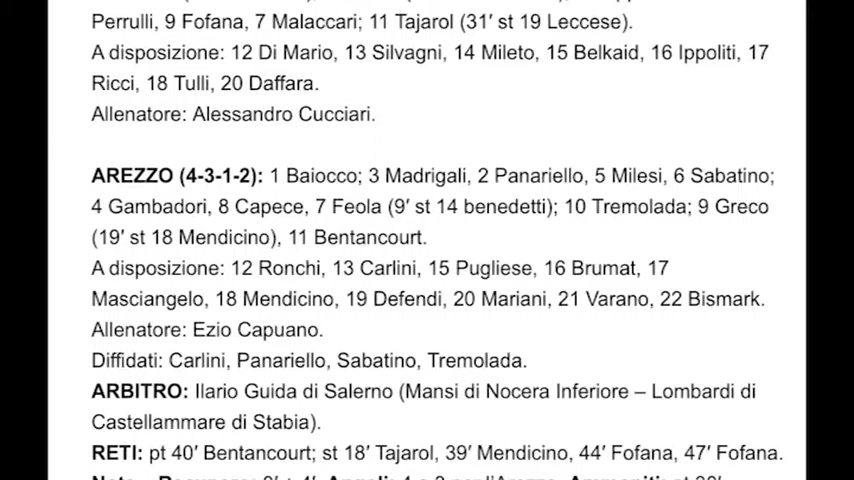 Perrulli, 9 Fofana, 7 Malaccari; 11 Tajarol (31′ st 19 Leccese).
A disposizione: 12 Di Mario, 13 Silvagni, 14 Mileto, 15 Belkaid, 16 Ippoliti, 17
Ricci, 18 Tulli, 20 Daffara.
Allenatore: Alessandro Cucciari.
AREZZO (4-3-1-2): 1 Baiocco; 3 Madrigali, 2 Panariello, 5 Milesi, 6 Sabatino;
4 Gambadori, 8 Capece, 7 Feola (9′ st 14 benedetti); 10 Tremolada; 9 Greco
(19′ st 18 Mendicino), 11 Bentancourt.
A disposizione: 12 Ronchi, 13 Carlini, 15 Pugliese, 16 Brumat, 17
Masciangelo, 18 Mendicino, 19 Defendi, 20 Mariani, 21 Varano, 22 Bismark.
Allenatore: Ezio Capuano.
Diffidati: Carlini, Panariello, Sabatino, Tremolada.
ARBITRO: Ilario Guida di Salerno (Mansi di Nocera Inferiore – Lombardi di
Castellammare di Stabia).
RETI: pt 40′ Bentancourt; st 18′ Tajarol, 39′ Mendicino, 44′ Fofana, 47′ Fofana.